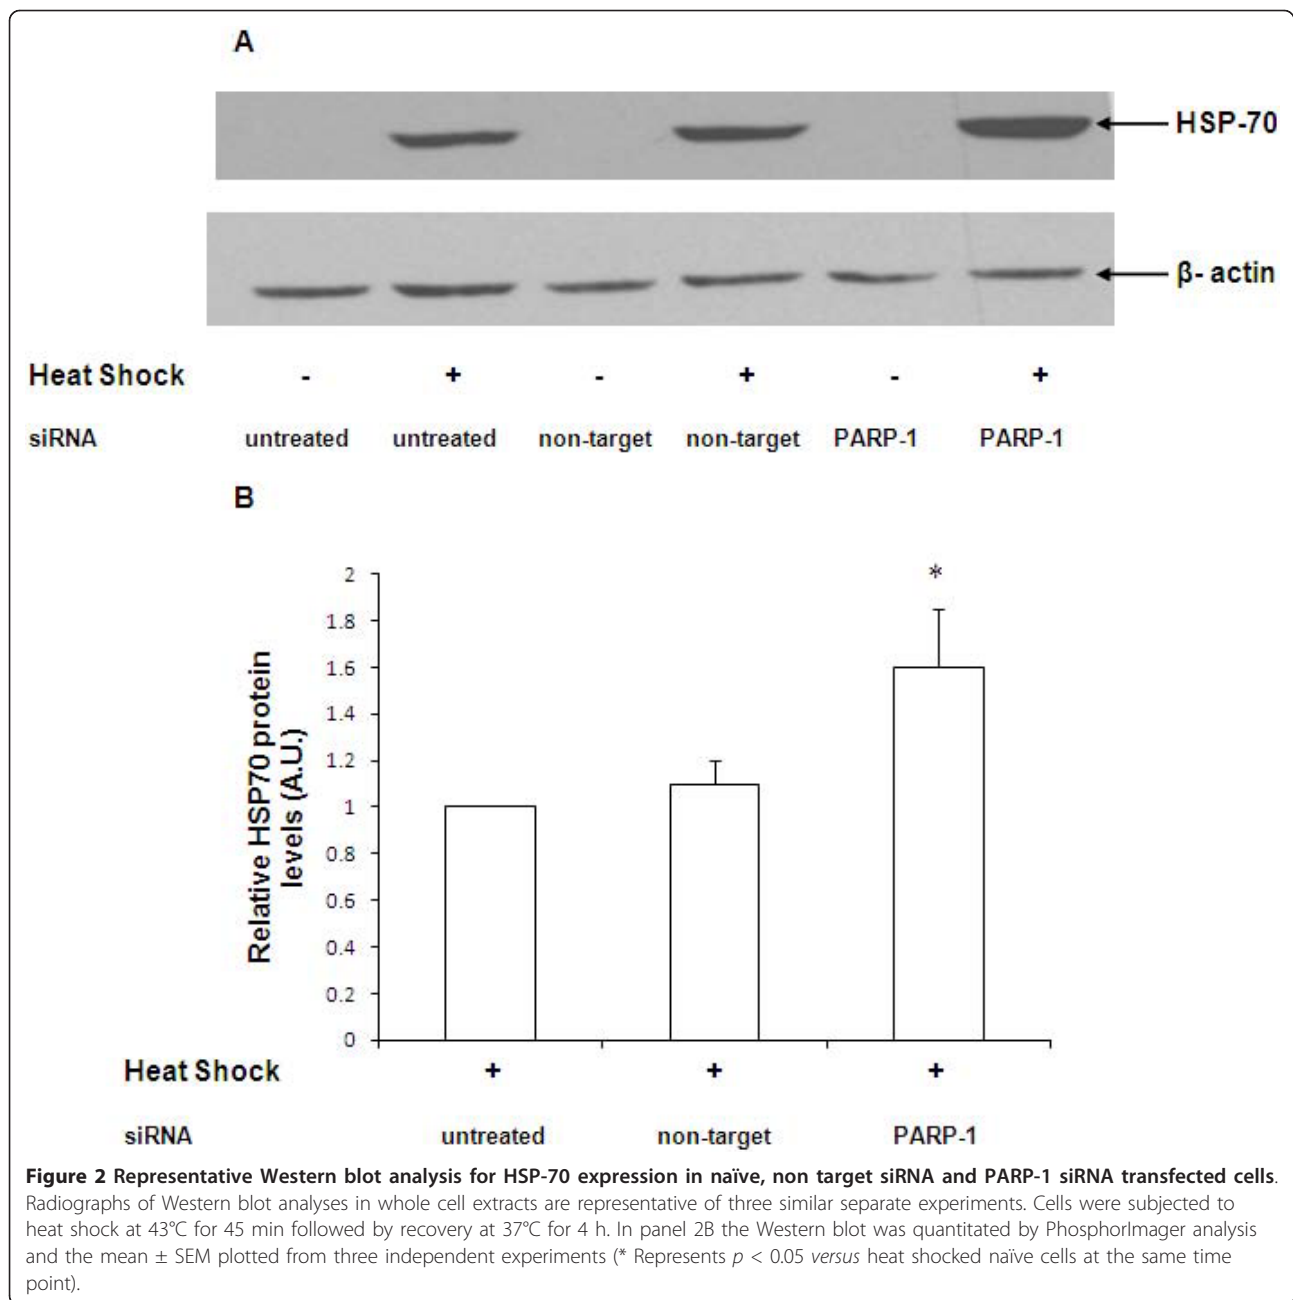 A
HSP-70
β- actin
Heat Shock - + - + - +
siRNA untreated untreated non-target non-target PARP-1 PARP-1
B
*
2
1.8
1.6
1.4
1.2
1
0.8
0.6
0.4
0.2
0
Relative HSP70 protein
levels (A.U.)
Heat Shock + + +
siRNA untreated non-target PARP-1
Figure 2 Representative Western blot analysis for HSP-70 expression in naïve, non target siRNA and PARP-1 siRNA transfected cells.
Radiographs of Western blot analyses in whole cell extracts are representative of three similar separate experiments. Cells were subjected to
heat shock at 43°C for 45 min followed by recovery at 37°C for 4 h. In panel 2B the Western blot was quantitated by PhosphorImager analysis
and the mean ± SEM plotted from three independent experiments (* Represents p < 0.05 versus heat shocked naïve cells at the same time
point).